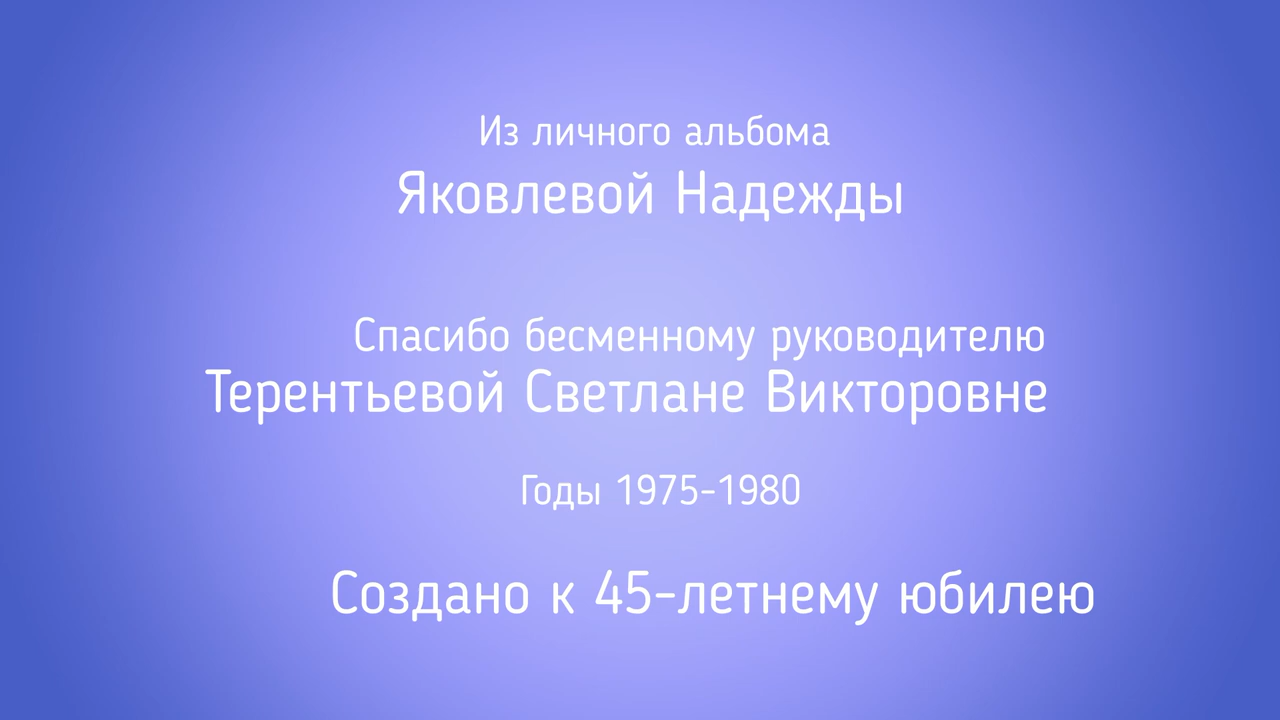 Из личного альбома
Яковлевой Надежды
Спасибо бесменному руководителю
Терентьевой Светлане Викторовне
Годы 1975-1980
Создано к 45-летнему юбилею